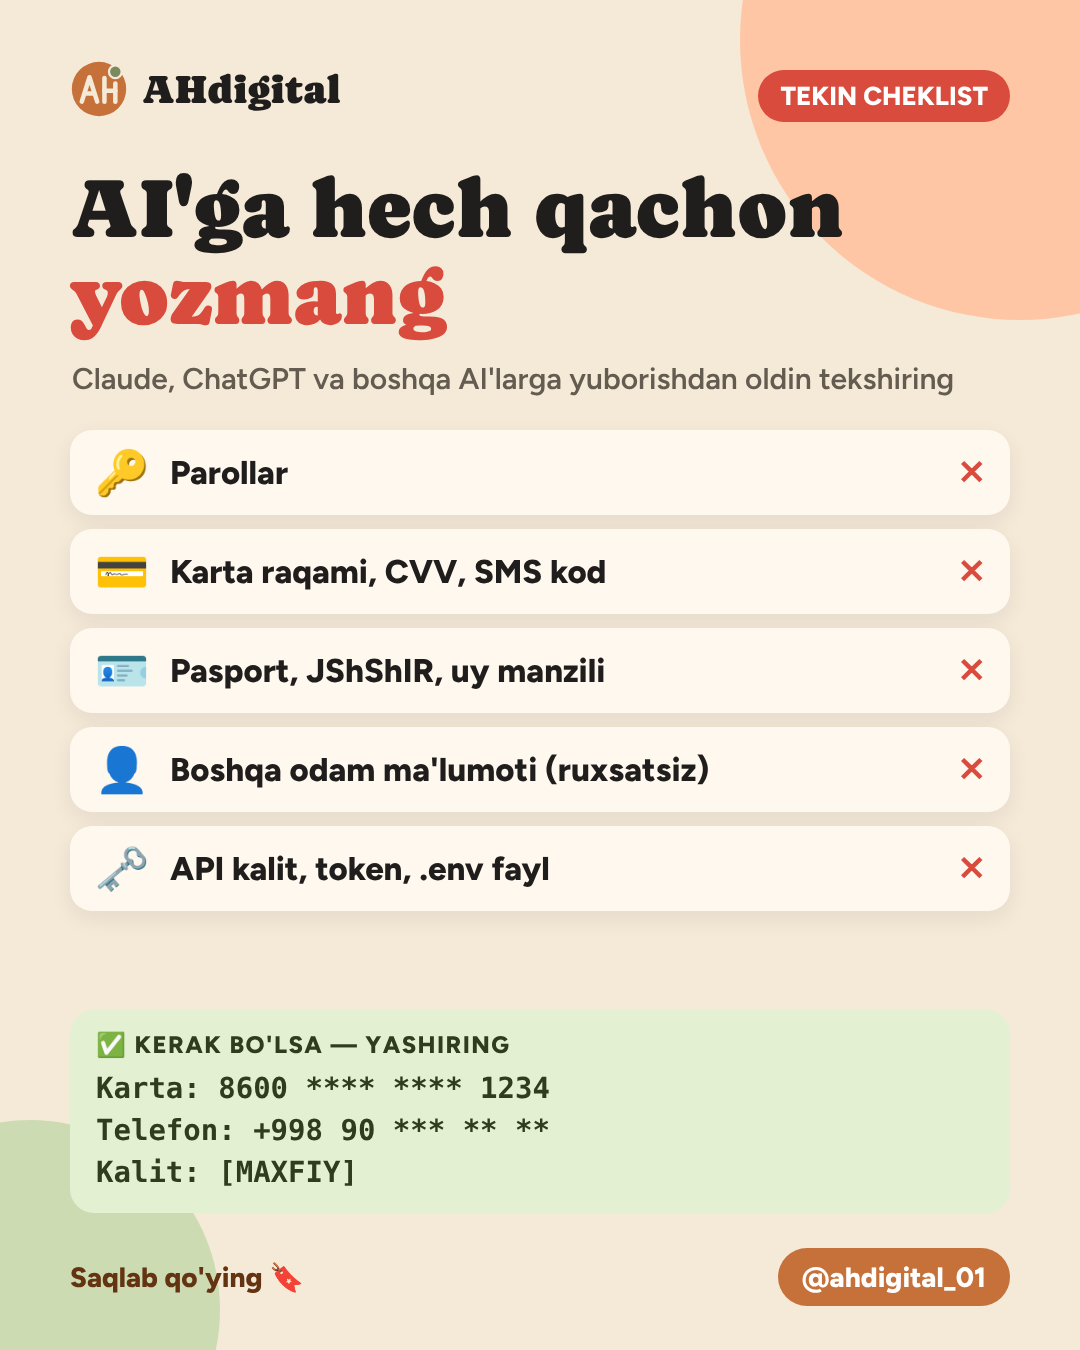 AH AHdigital
TEKIN CHEKLIST
AI'ga hech qachon
yozmang
Claude, ChatGPT va boshqa AI'larga yuborishdan oldin tekshiring
🔑 Parollar ✕
💳 Karta raqami, CVV, SMS kod ✕
🪪 Pasport, JShShIR, uy manzili ✕
👤 Boshqa odam ma'lumoti (ruxsatsiz) ✕
🗝️ API kalit, token, .env fayl ✕
✅ KERAK BO'LSA — YASHIRING
Karta: 8600 **** **** 1234
Telefon: +998 90 *** ** **
Kalit: [MAXFIY]
Saqlab qo'ying 🔖
@ahdigital_01